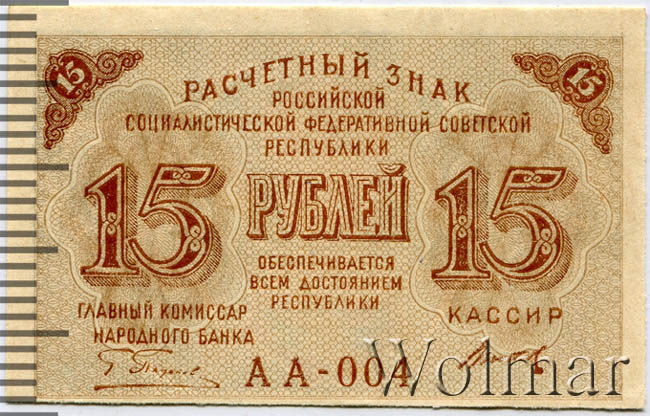 15 15
РАСЧЕТНЫЙ ЗНАК
РОССИЙСКОЙ
СОЦИАЛИСТИЧЕСКОЙ ФЕДЕРАТИВНОЙ СОВЕТСКОЙ
РЕСПУБЛИКИ
15 РУБЛЕЙ 15
ОБЕСПЕЧИВАЕТСЯ
ВСЕМ ДОСТОЯНИЕМ
РЕСПУБЛИКИ
ГЛАВНЫЙ КОМИССАР
НАРОДНОГО БАНКА
КАССИР
АА-004
Wolmar